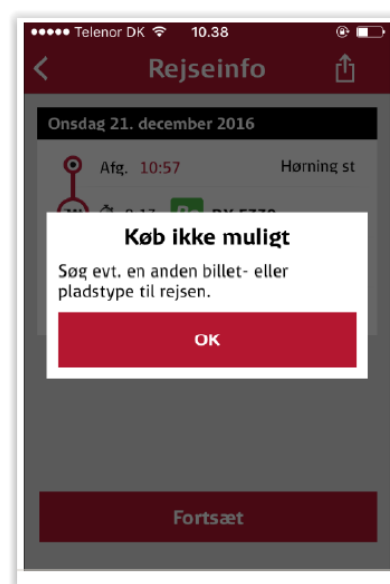 Telenor DK 10.38
Rejseinfo
Onsdag 21. december 2016
Afg. 10:57 Hørning st
Køb ikke muligt
Søg evt. en anden billet- eller
pladstype til rejsen.
OK
Fortsæt